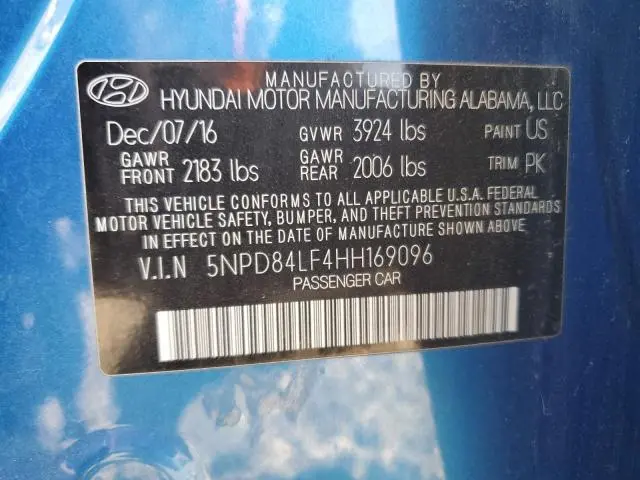 MANUFACTURED BY
HYUNDAI MOTOR MANUFACTURING ALABAMA, LLC
Dec/07/16 GVWR 3924 lbs PAINT US
GAWR FRONT 2183 lbs GAWR REAR 2006 lbs TRIM PK
THIS VEHICLE CONFORMS TO ALL APPLICABLE U.S.A. FEDERAL
MOTOR VEHICLE SAFETY, BUMPER, AND THEFT PREVENTION STANDARDS
IN EFFECT ON THE DATE OF MANUFACTURE SHOWN ABOVE.
V.I.N 5NPD84LF4HH169096
PASSENGER CAR